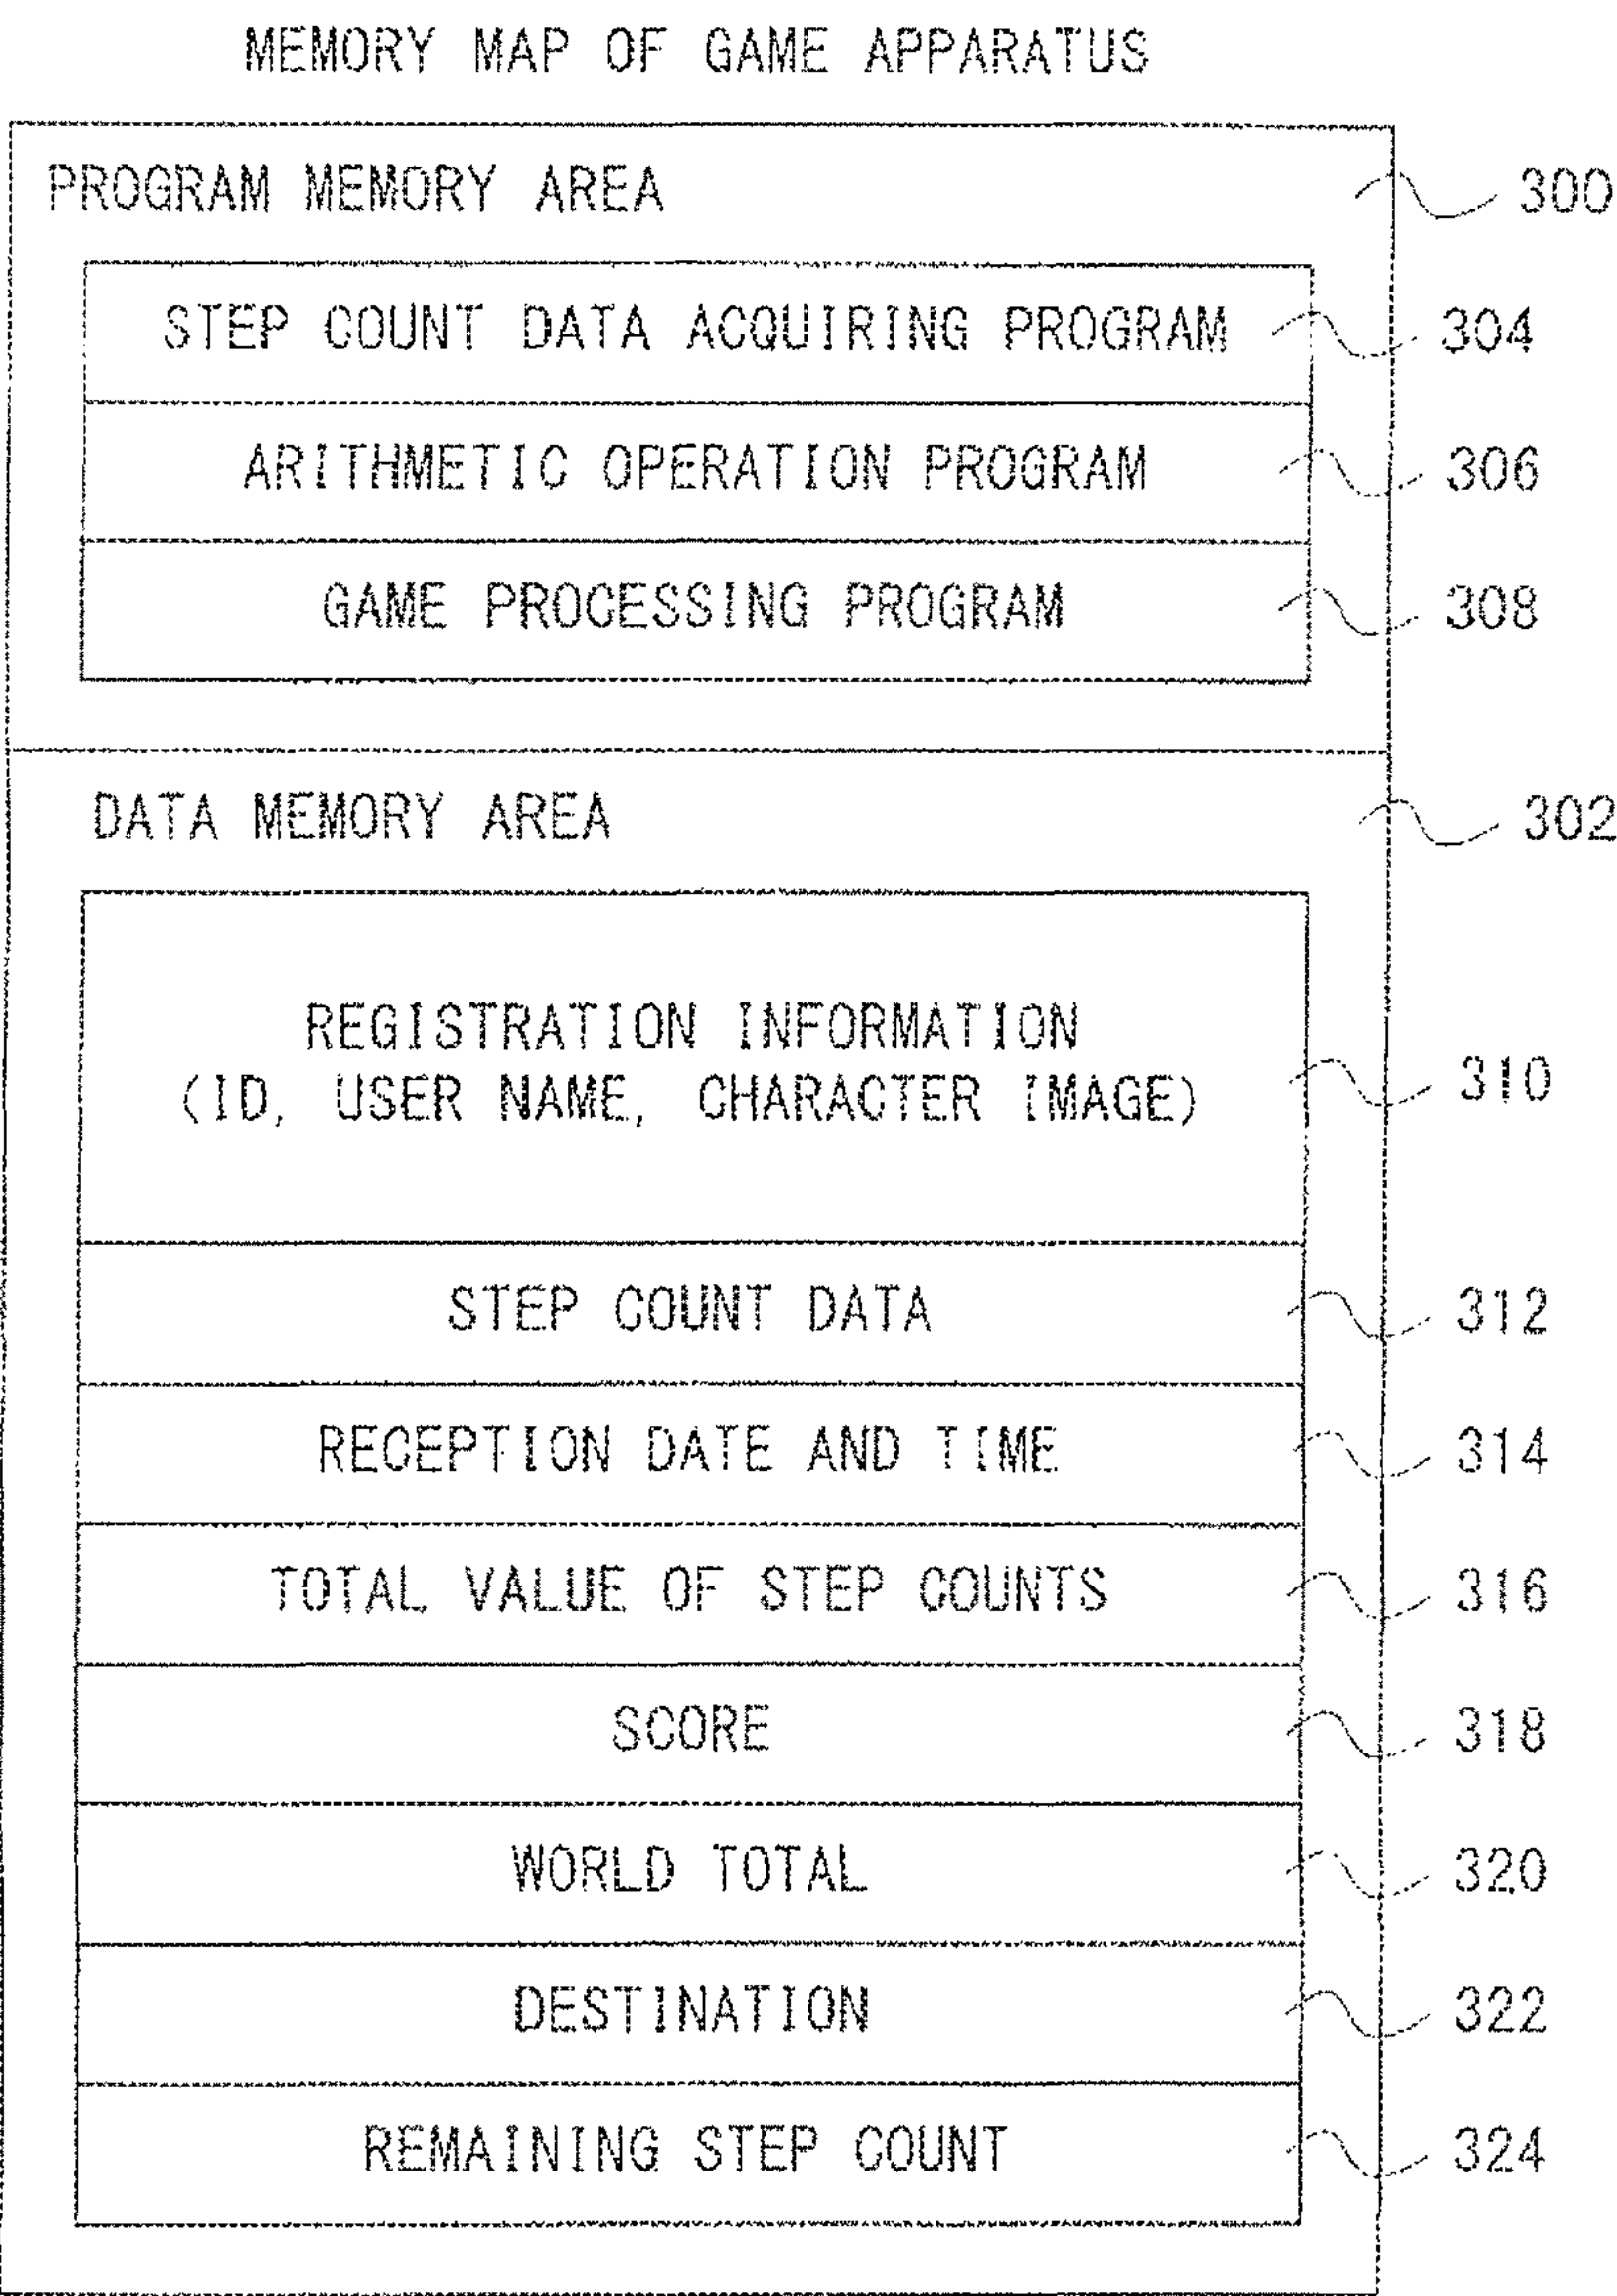 MEMORY MAP OF GAME APPARATUS
PROGRAM MEMORY AREA 300
STEP COUNT DATA ACQUIRING PROGRAM 304
ARITHMETIC OPERATION PROGRAM 306
GAME PROCESSING PROGRAM 308
DATA MEMORY AREA 302
REGISTRATION INFORMATION
(ID, USER NAME, CHARACTER IMAGE) 310
STEP COUNT DATA 312
RECEPTION DATE AND TIME 314
TOTAL VALUE OF STEP COUNTS 316
SCORE 318
WORLD TOTAL 320
DESTINATION 322
REMAINING STEP COUNT 324